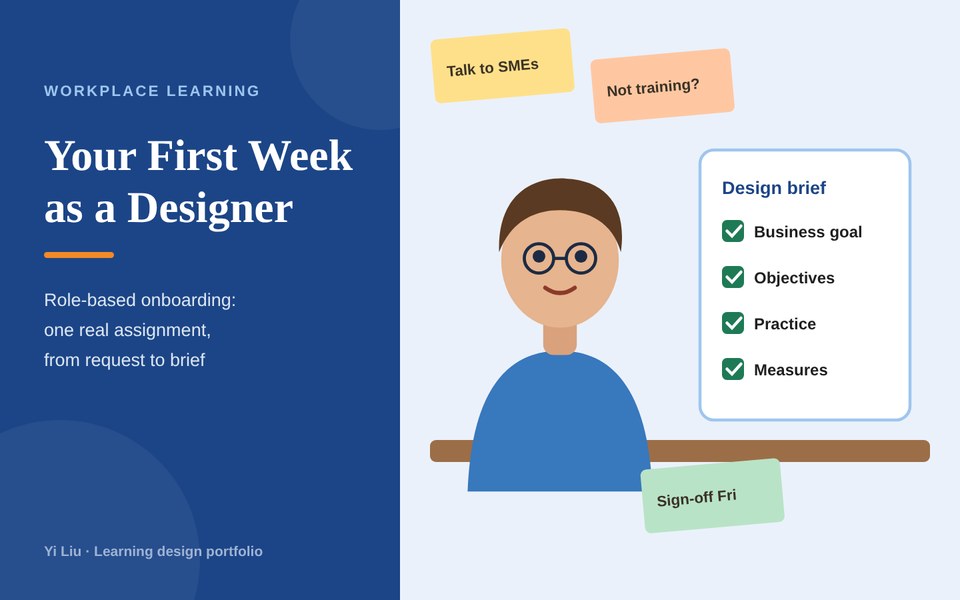 WORKPLACE LEARNING
Your First Week
as a Designer
Role-based onboarding:
one real assignment,
from request to brief
Yi Liu · Learning design portfolio
Talk to SMEs
Not training?
Design brief
Business goal
Objectives
Practice
Measures
Sign-off Fri